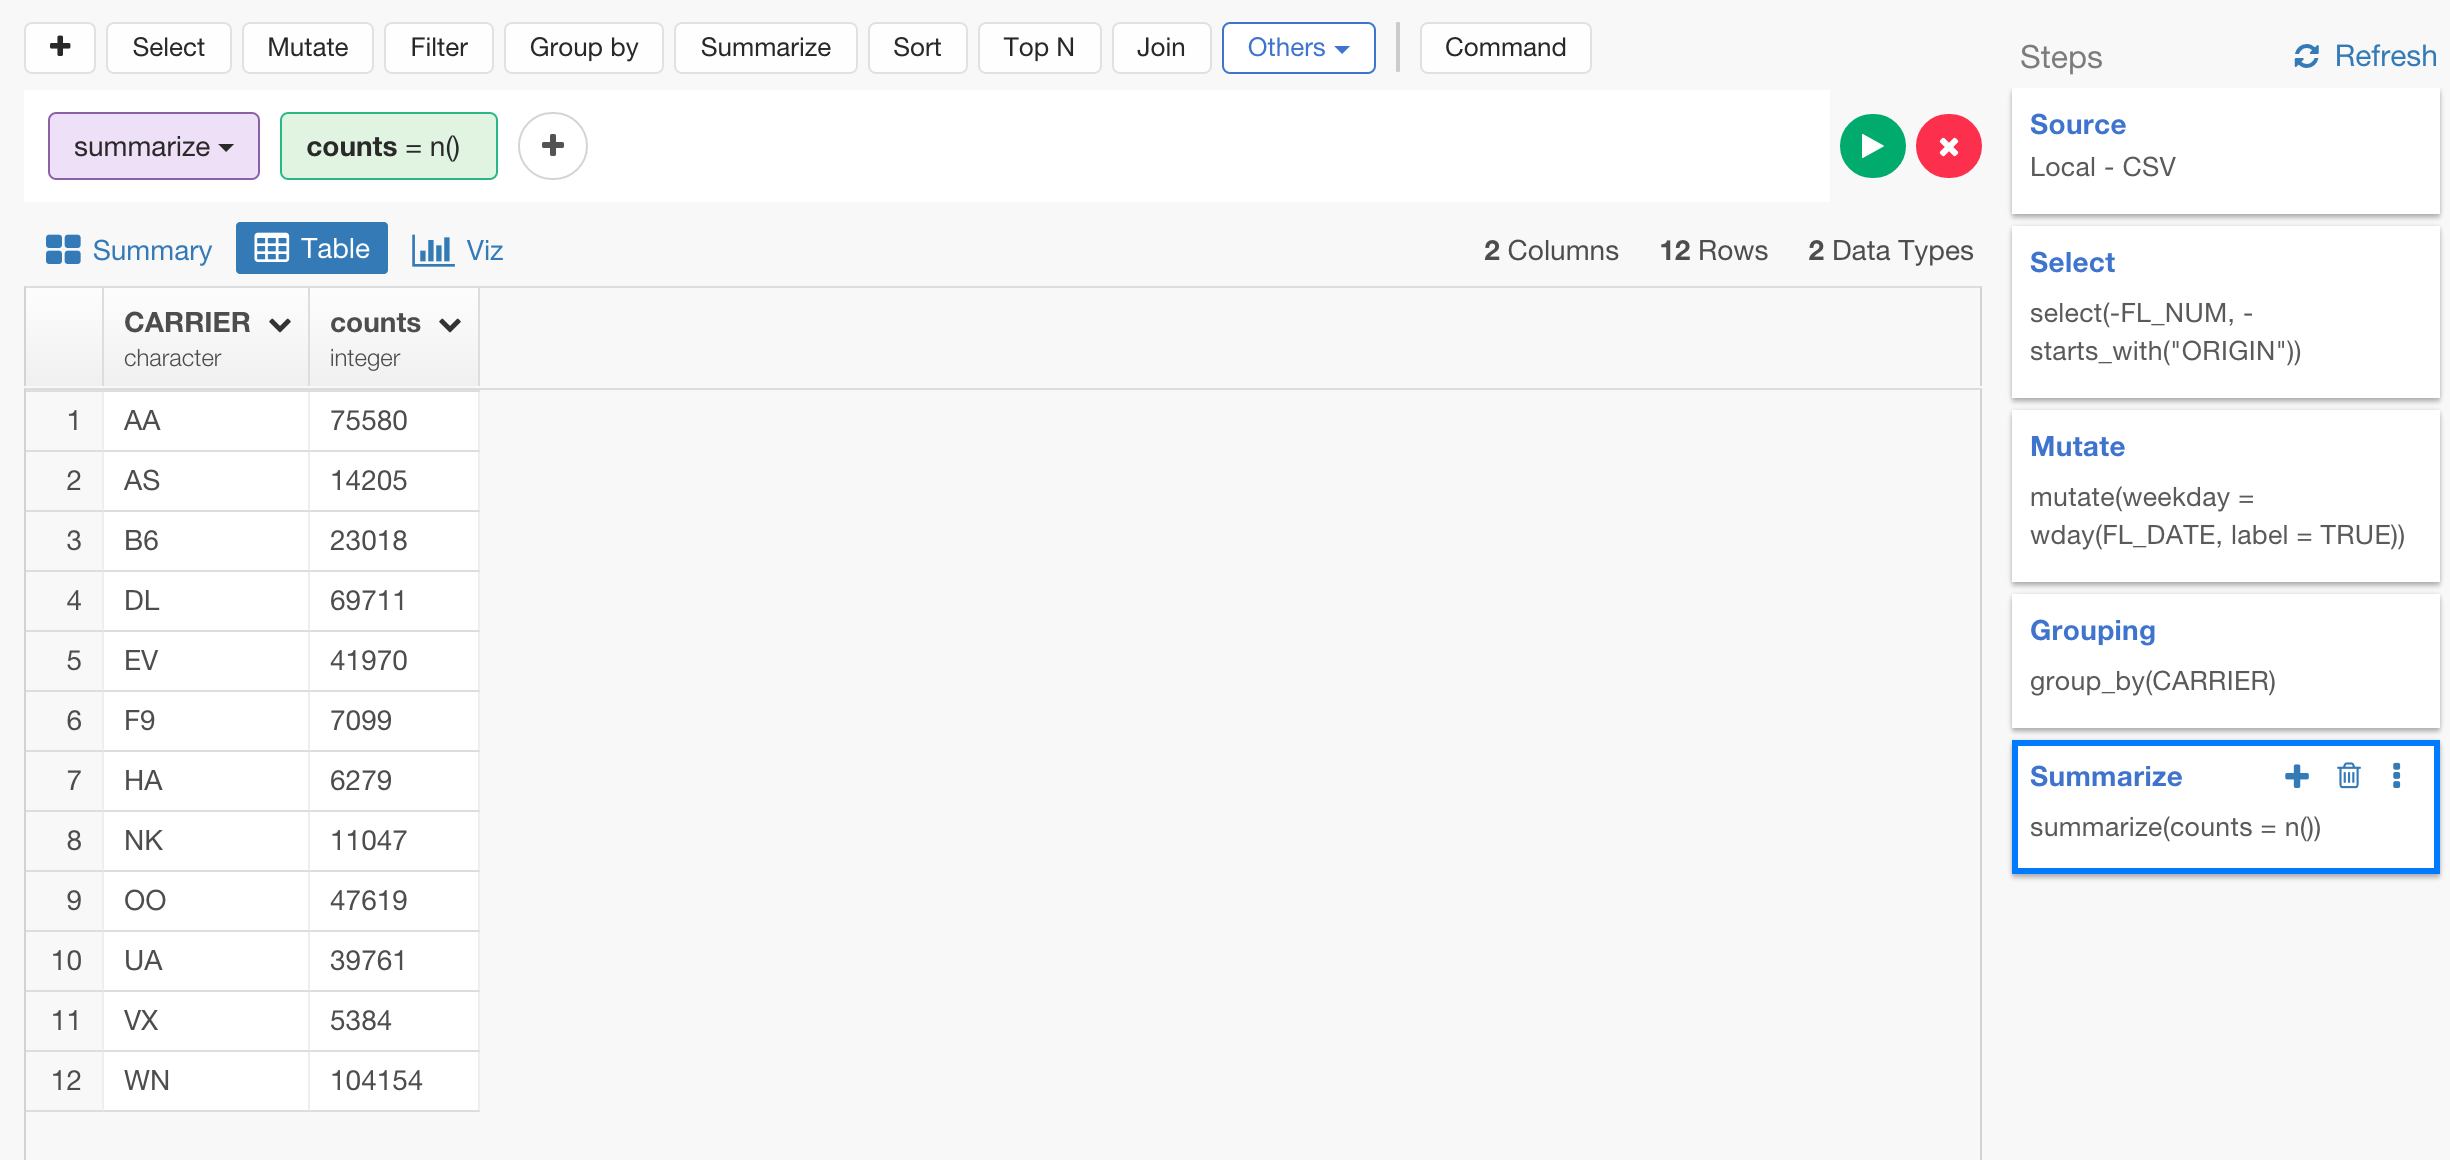 Select Mutate Filter Group by Summarize Sort Top N Join Others Command
summarize counts = n()
Summary Table Viz 2 Columns 12 Rows 2 Data Types
CARRIER counts
character integer
1 AA 75580
2 AS 14205
3 B6 23018
4 DL 69711
5 EV 41970
6 F9 7099
7 HA 6279
8 NK 11047
9 OO 47619
10 UA 39761
11 VX 5384
12 WN 104154
Steps Refresh
Source
Local - CSV
Select
select(-FL_NUM, -
starts_with("ORIGIN"))
Mutate
mutate(weekday =
wday(FL_DATE, label = TRUE))
Grouping
group_by(CARRIER)
Summarize
summarize(counts = n())